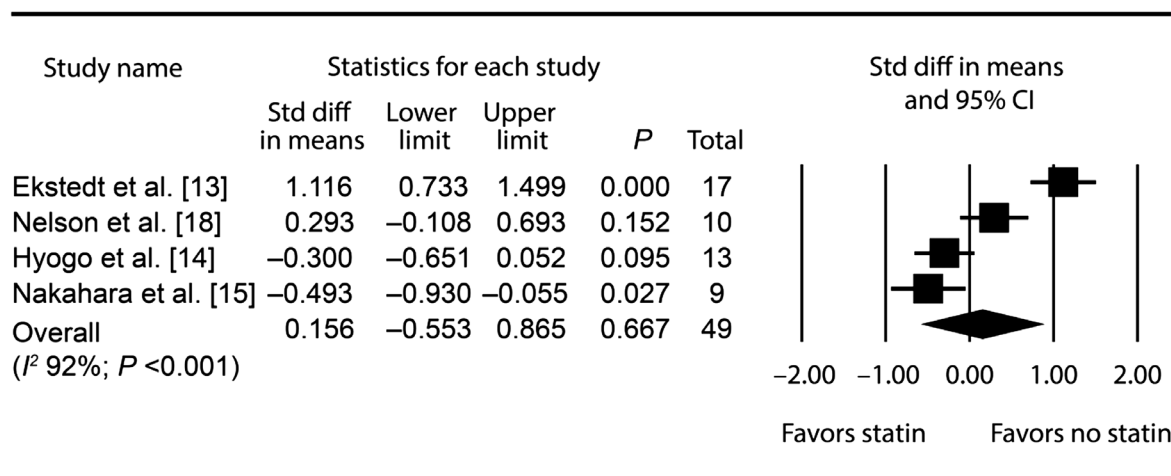 Study name Statistics for each study Std diff in means
and 95% CI
Std diff Lower Upper
in means limit limit P Total
Ekstedt et al. [13] 1.116 0.733 1.499 0.000 17
Nelson et al. [18] 0.293 –0.108 0.693 0.152 10
Hyogo et al. [14] –0.300 –0.651 0.052 0.095 13
Nakahara et al. [15] –0.493 –0.930 –0.055 0.027 9
Overall 0.156 –0.553 0.865 0.667 49
(I² 92%; P <0.001)
–2.00 –1.00 0.00 1.00 2.00
Favors statin Favors no statin